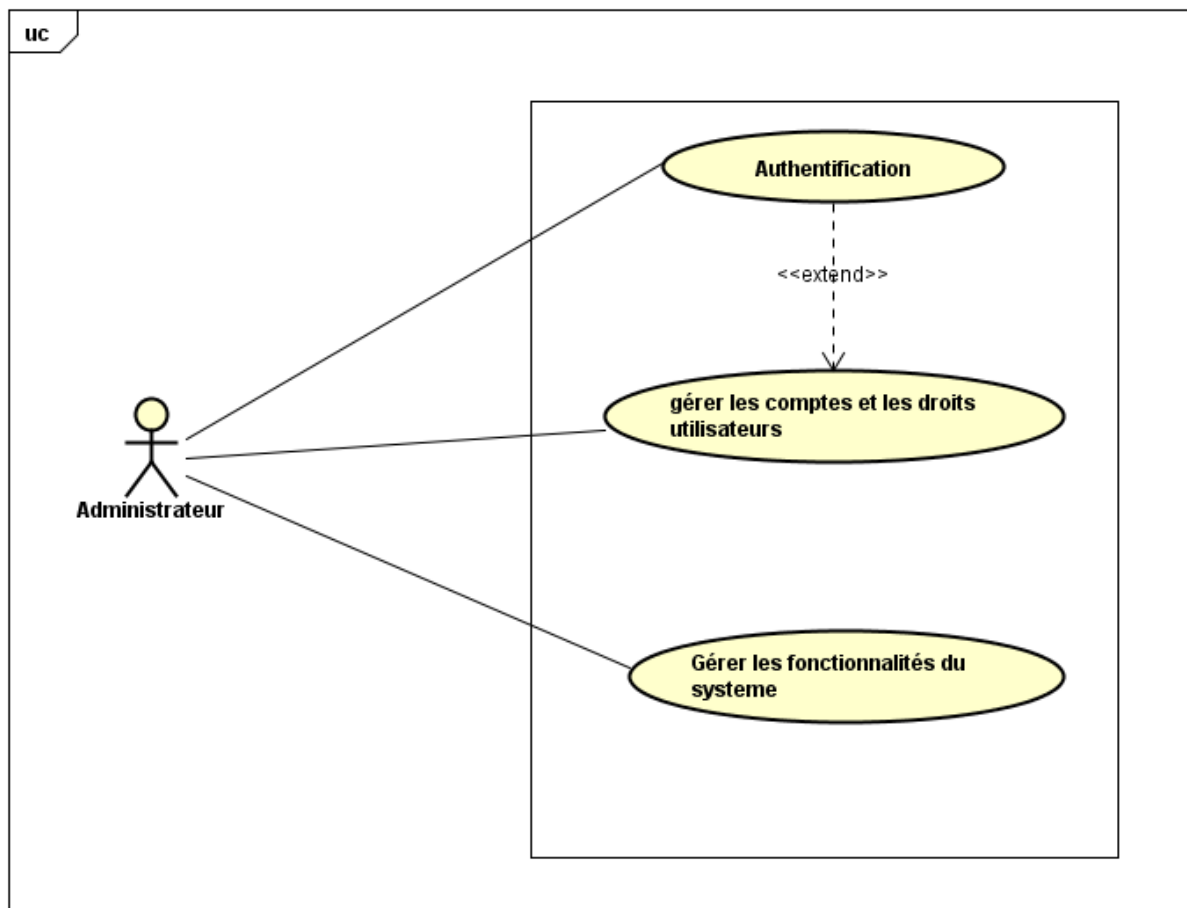 uc
Authentification
<<extend>>
gérer les comptes et les droits
utilisateurs
Administrateur
Gérer les fonctionnalités du
systeme